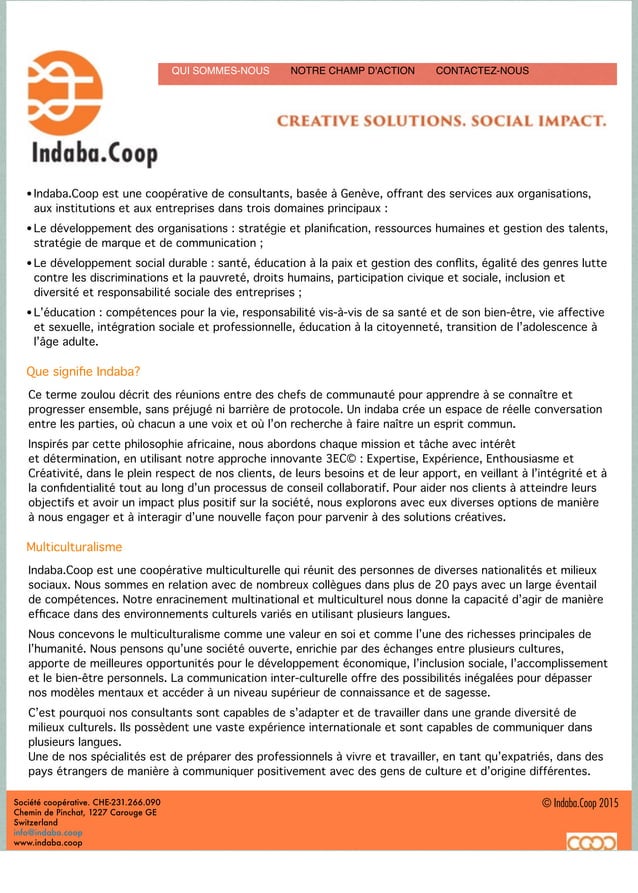 QUI SOMMES-NOUS NOTRE CHAMP D'ACTION CONTACTEZ-NOUS
CREATIVE SOLUTIONS. SOCIAL IMPACT.
Indaba.Coop
• Indaba.Coop est une coopérative de consultants, basée à Genève, offrant des services aux organisations,
aux institutions et aux entreprises dans trois domaines principaux :
• Le développement des organisations : stratégie et planification, ressources humaines et gestion des talents,
stratégie de marque et de communication ;
• Le développement social durable : santé, éducation à la paix et gestion des conflits, égalité des genres lutte
contre les discriminations et la pauvreté, droits humains, participation civique et sociale, inclusion et
diversité et responsabilité sociale des entreprises ;
• L'éducation : compétences pour la vie, responsabilité vis-à-vis de sa santé et de son bien-être, vie affective
et sexuelle, intégration sociale et professionnelle, éducation à la citoyenneté, transition de l'adolescence à
l'âge adulte.
Que signifie Indaba?
Ce terme zoulou décrit des réunions entre des chefs de communauté pour apprendre à se connaître et
progresser ensemble, sans préjugé ni barrière de protocole. Un indaba crée un espace de réelle conversation
entre les parties, où chacun a une voix et où l'on recherche à faire naître un esprit commun.
Inspirés par cette philosophie africaine, nous abordons chaque mission et tâche avec intérêt
et détermination, en utilisant notre approche innovante 3EC© : Expertise, Expérience, Enthousiasme et
Créativité, dans le plein respect de nos clients, de leurs besoins et de leur apport, en veillant à l'intégrité et à
la confidentialité tout au long d'un processus de conseil collaboratif. Pour aider nos clients à atteindre leurs
objectifs et avoir un impact plus positif sur la société, nous explorons avec eux diverses options de manière
à nous engager et à interagir d'une nouvelle façon pour parvenir à des solutions créatives.
Multiculturalisme
Indaba.Coop est une coopérative multiculturelle qui réunit des personnes de diverses nationalités et milieux
sociaux. Nous sommes en relation avec de nombreux collègues dans plus de 20 pays avec un large éventail
de compétences. Notre enracinement multinational et multiculturel nous donne la capacité d'agir de manière
efficace dans des environnements culturels variés en utilisant plusieurs langues.
Nous concevons le multiculturalisme comme une valeur en soi et comme l'une des richesses principales de
l'humanité. Nous pensons qu'une société ouverte, enrichie par des échanges entre plusieurs cultures,
apporte de meilleures opportunités pour le développement économique, l'inclusion sociale, l'accomplissement
et le bien-être personnels. La communication inter-culturelle offre des possibilités inégalées pour dépasser
nos modèles mentaux et accéder à un niveau supérieur de connaissance et de sagesse.
C'est pourquoi nos consultants sont capables de s'adapter et de travailler dans une grande diversité de
milieux culturels. Ils possèdent une vaste expérience internationale et sont capables de communiquer dans
plusieurs langues.
Une de nos spécialités est de préparer des professionnels à vivre et travailler, en tant qu'expatriés, dans des
pays étrangers de manière à communiquer positivement avec des gens de culture et d'origine différentes.
Société coopérative. CHE-231.266.090
Chemin de Pinchat, 1227 Carouge GE
Switzerland
info@indaba.coop
www.indaba.coop
© Indaba.Coop 2015
COOP